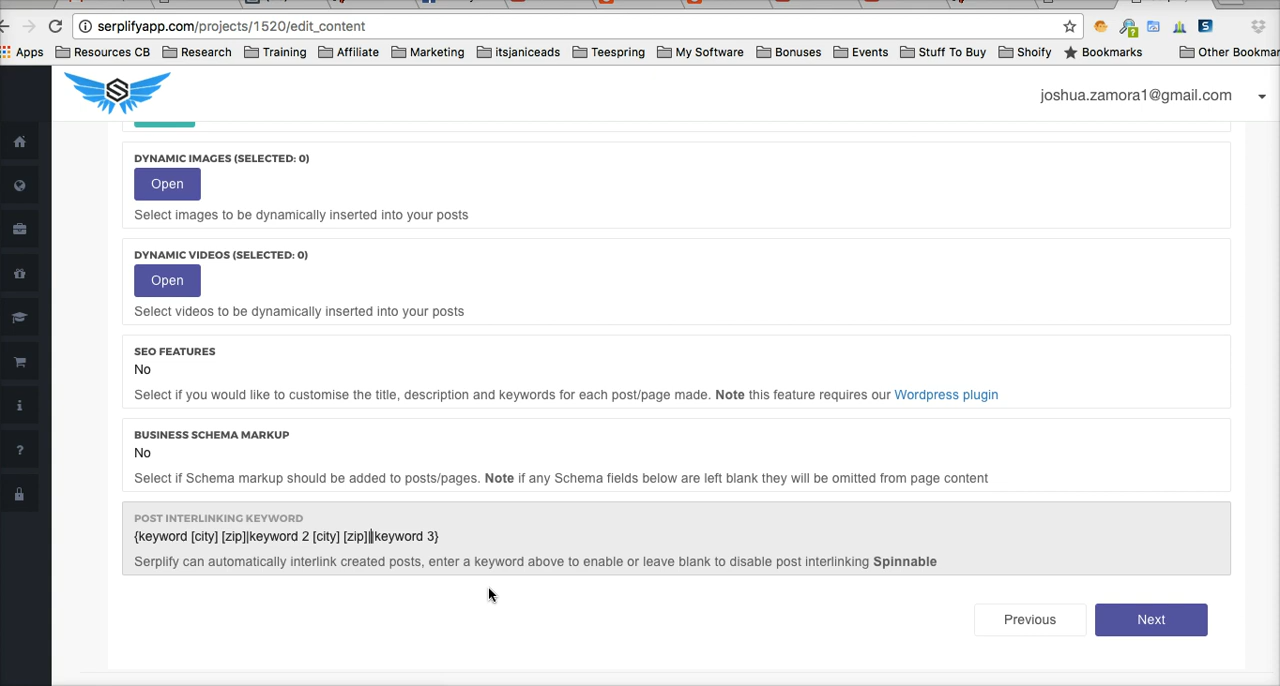 serplifyapp.com/projects/1520/edit_content
Apps Resources CB Research Training Affiliate Marketing itsjaniceads Teespring My Software Bonuses Events Stuff To Buy Shoify Bookmarks Other Bookmar
S
joshua.zamora1@gmail.com
DYNAMIC IMAGES (SELECTED: 0)
Open
Select images to be dynamically inserted into your posts
DYNAMIC VIDEOS (SELECTED: 0)
Open
Select videos to be dynamically inserted into your posts
SEO FEATURES
No
Select if you would like to customise the title, description and keywords for each post/page made. Note this feature requires our Wordpress plugin
BUSINESS SCHEMA MARKUP
No
Select if Schema markup should be added to posts/pages. Note if any Schema fields below are left blank they will be omitted from page content
POST INTERLINKING KEYWORD
{keyword [city] [zip]|keyword 2 [city] [zip]|keyword 3}
Serplify can automatically interlink created posts, enter a keyword above to enable or leave blank to disable post interlinking Spinnable
Previous Next